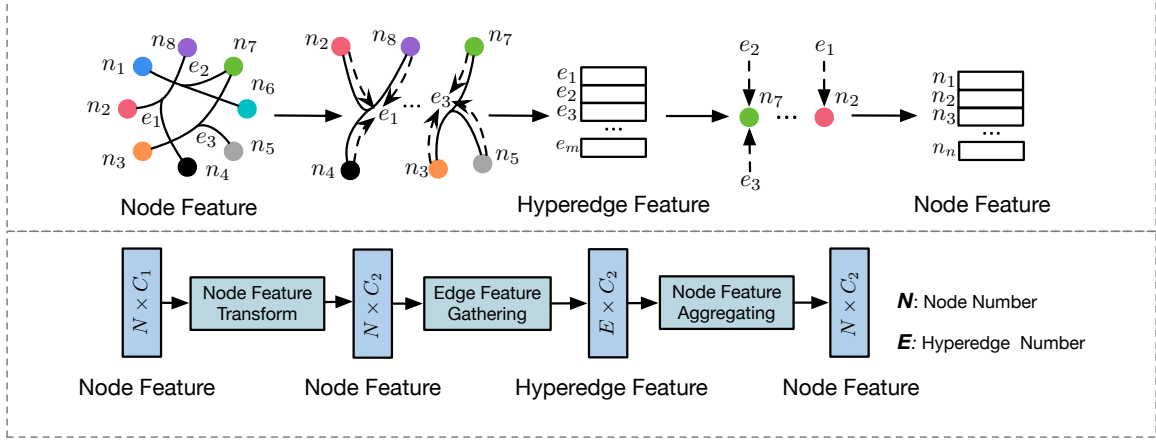 n₈ n₇ n₂ n₈ n₇ e₂ e₁
n₁ e₂ n₆ e₁ e₂ e₃ ... eₘ n₁ n₂ n₃ ... nₙ
n₂ e₁ e₁ ... e₃ n₇ ... n₂
n₃ e₃ n₅ n₄ n₄ n₃ n₅ e₃
Node Feature Hyperedge Feature Node Feature
N × C₁ Node Feature Transform N × C₂ Edge Feature Gathering E × C₂ Node Feature Aggregating N × C₂
N: Node Number
E: Hyperedge Number
Node Feature Node Feature Hyperedge Feature Node Feature